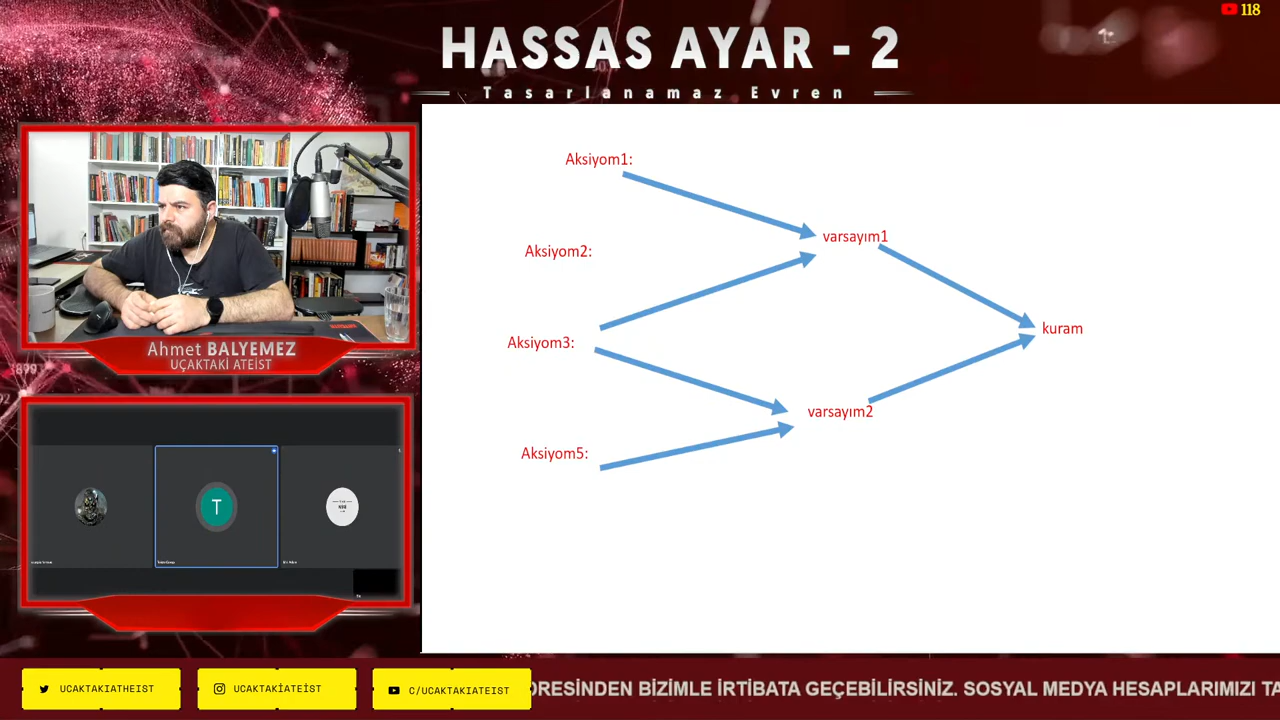 118
HASSAS AYAR - 2
Tasarlanamaz Evren
Aksiyom1:
varsayım1
Aksiyom2:
kuram
Aksiyom3:
varsayım2
Aksiyom5:
Ahmet BALYEMEZ
UÇAKTAKİ ATEİST
T
UCAKTAKIATHEIST
UCAKTAKİATEİST
C/UCAKTAKIATEIST
DRESİNDEN BİZİMLE İRTİBATA GEÇEBİLİRSİNİZ. SOSYAL MEDYA HESAPLARIMIZI TA